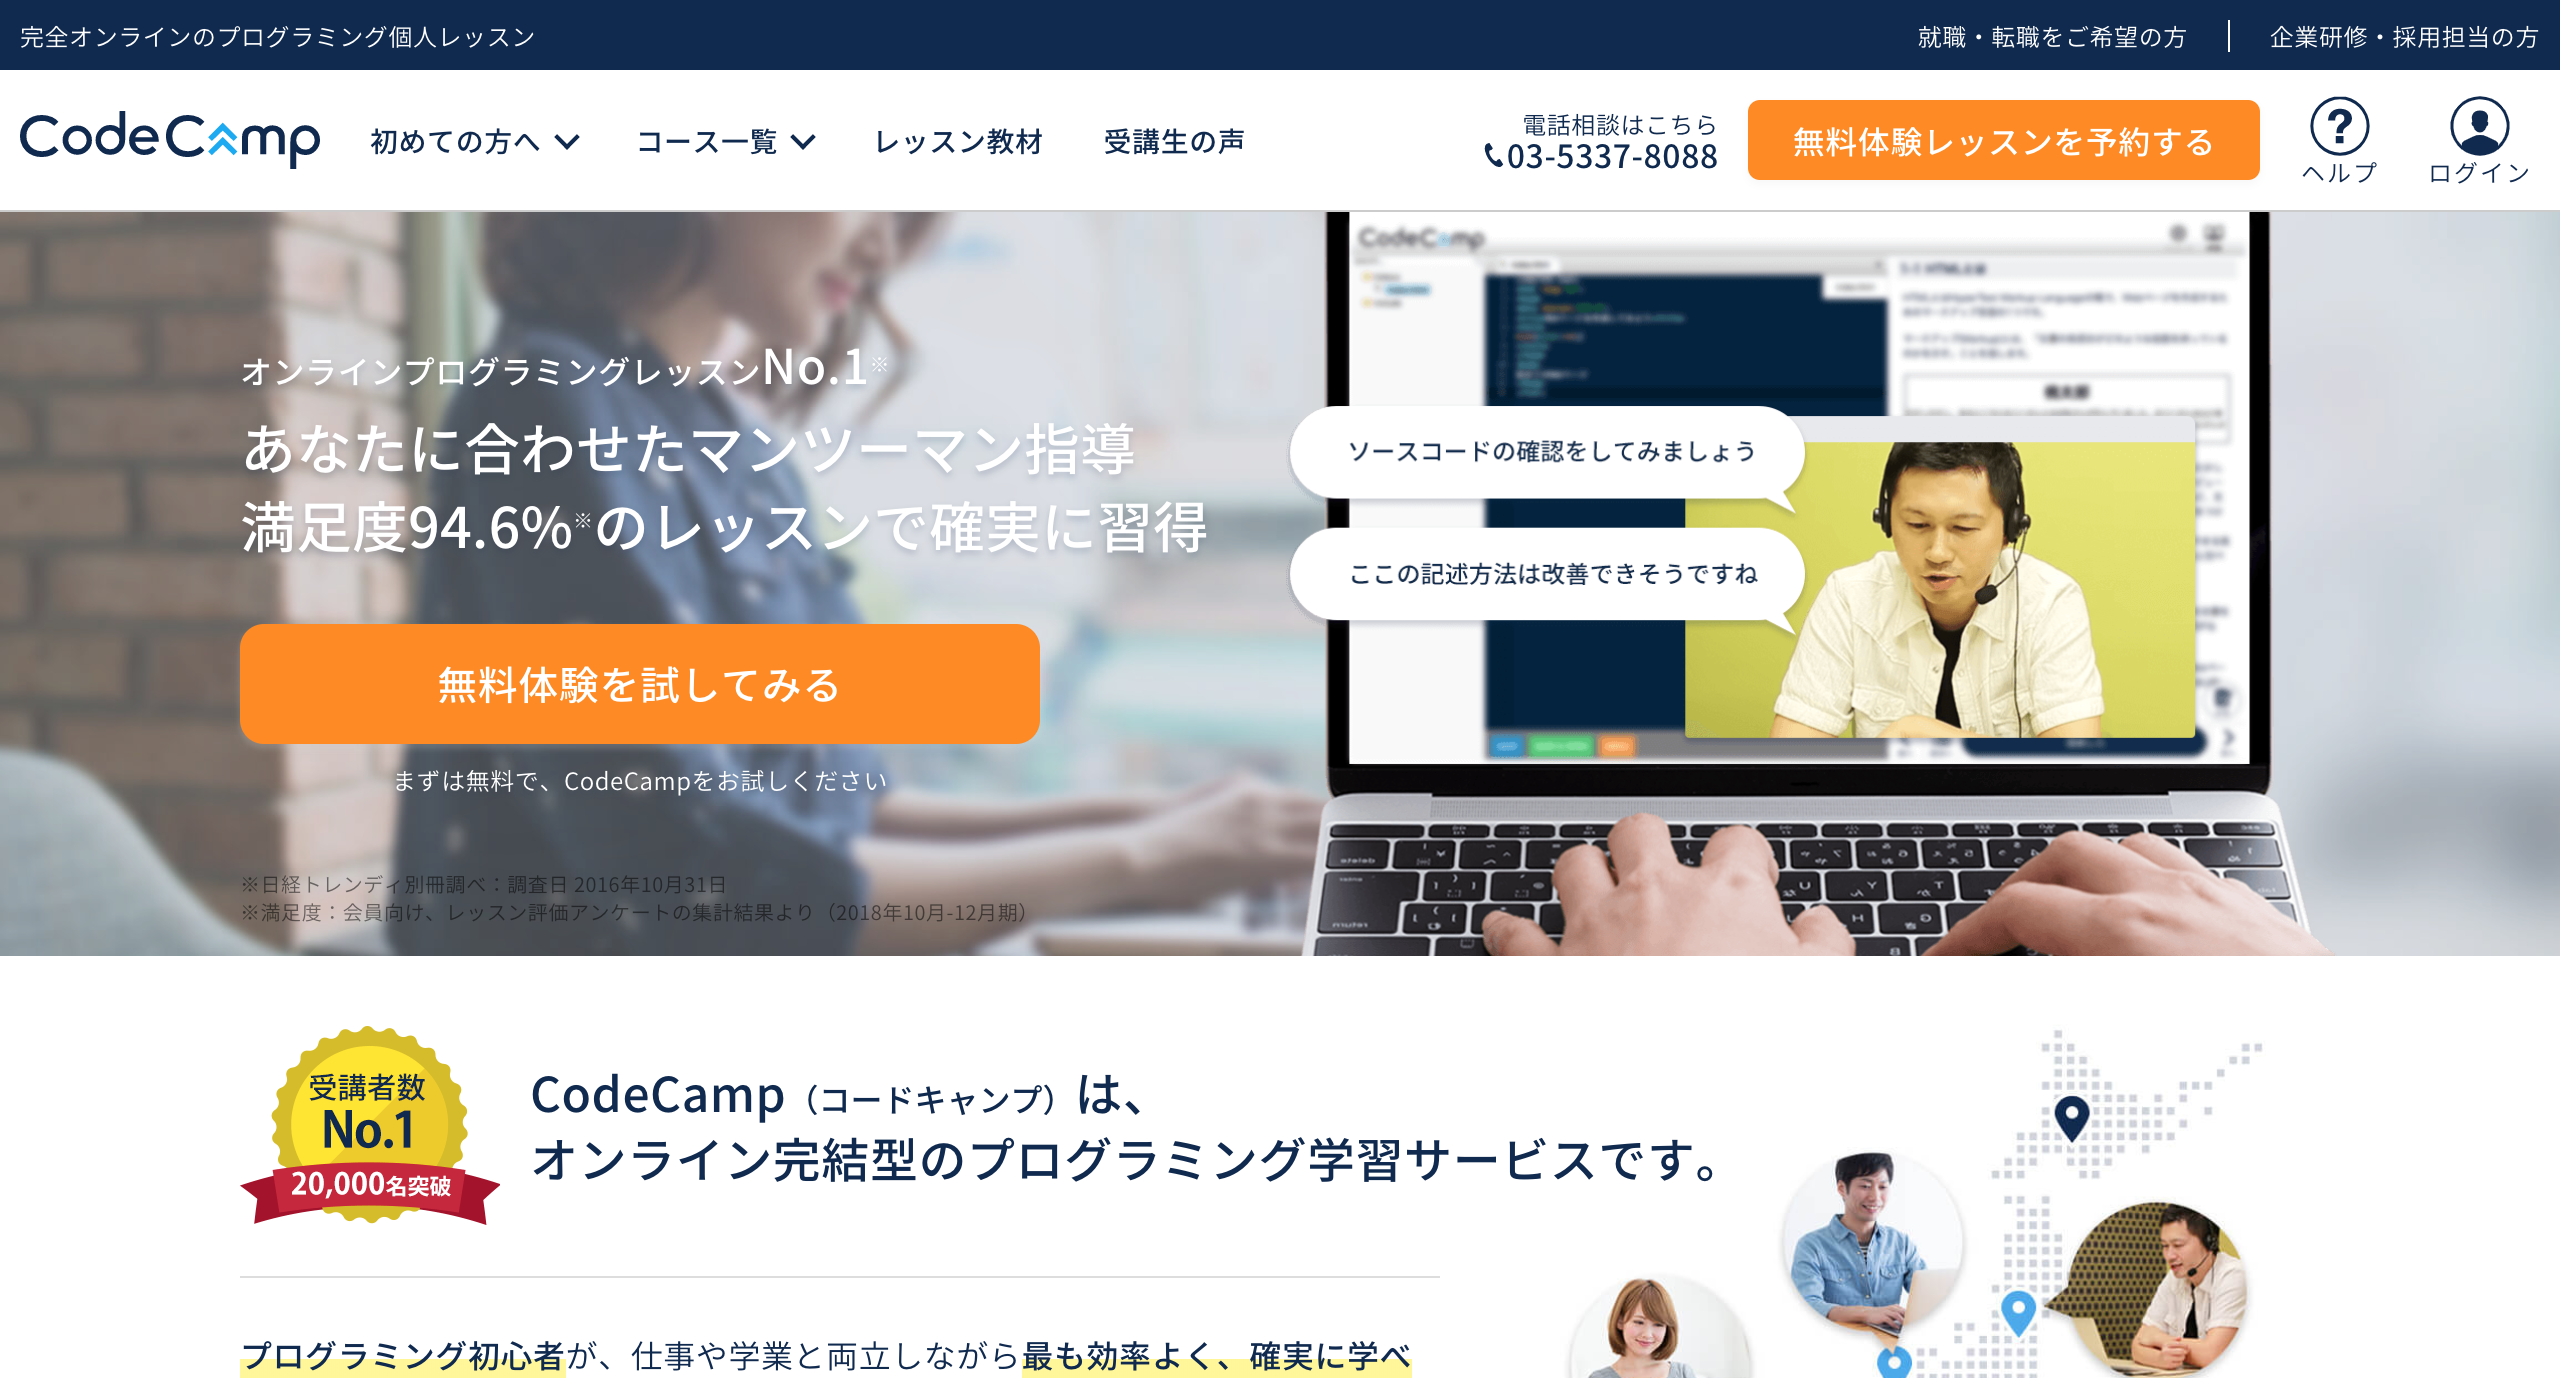 完全オンラインのプログラミング個人レッスン
就職・転職をご希望の方
企業研修・採用担当の方
CodeCamp
初めての方へ
コース一覧
レッスン教材
受講生の声
電話相談はこちら
03-5337-8088
無料体験レッスンを予約する
ヘルプ
ログイン
オンラインプログラミングレッスンNo.1※
あなたに合わせたマンツーマン指導
満足度94.6%※のレッスンで確実に習得
無料体験を試してみる
まずは無料で、CodeCampをお試しください
※日経トレンディ別冊調べ：調査日 2016年10月31日
※満足度：会員向け、レッスン評価アンケートの集計結果より（2018年10月-12月期）
CodeCamp
ソースコードの確認をしてみましょう
ここの記述方法は改善できそうですね
受講者数
No.1
20,000名突破
CodeCamp（コードキャンプ）は、
オンライン完結型のプログラミング学習サービスです。
プログラミング初心者が、仕事や学業と両立しながら最も効率よく、確実に学べ